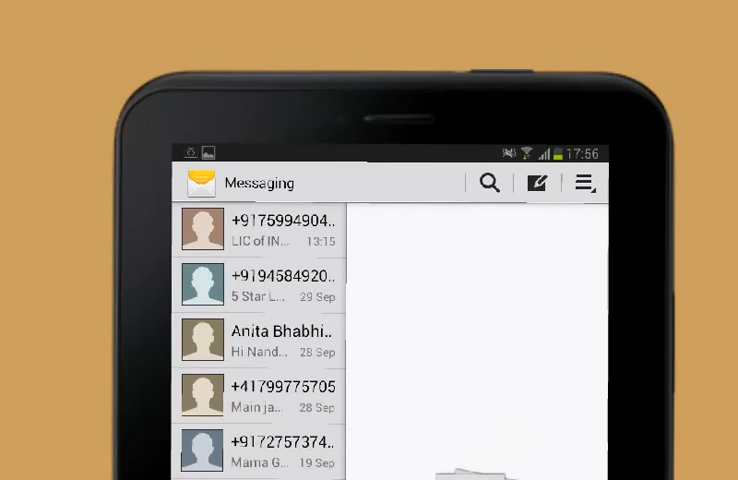 17:56
Messaging
+9175994904..
LIC of IN... 13:15
+9194584920..
5 Star L... 29 Sep
Anita Bhabhi..
Hi Nand... 28 Sep
+41799775705
Main ja... 28 Sep
+9172757374..
Mama G... 19 Sep